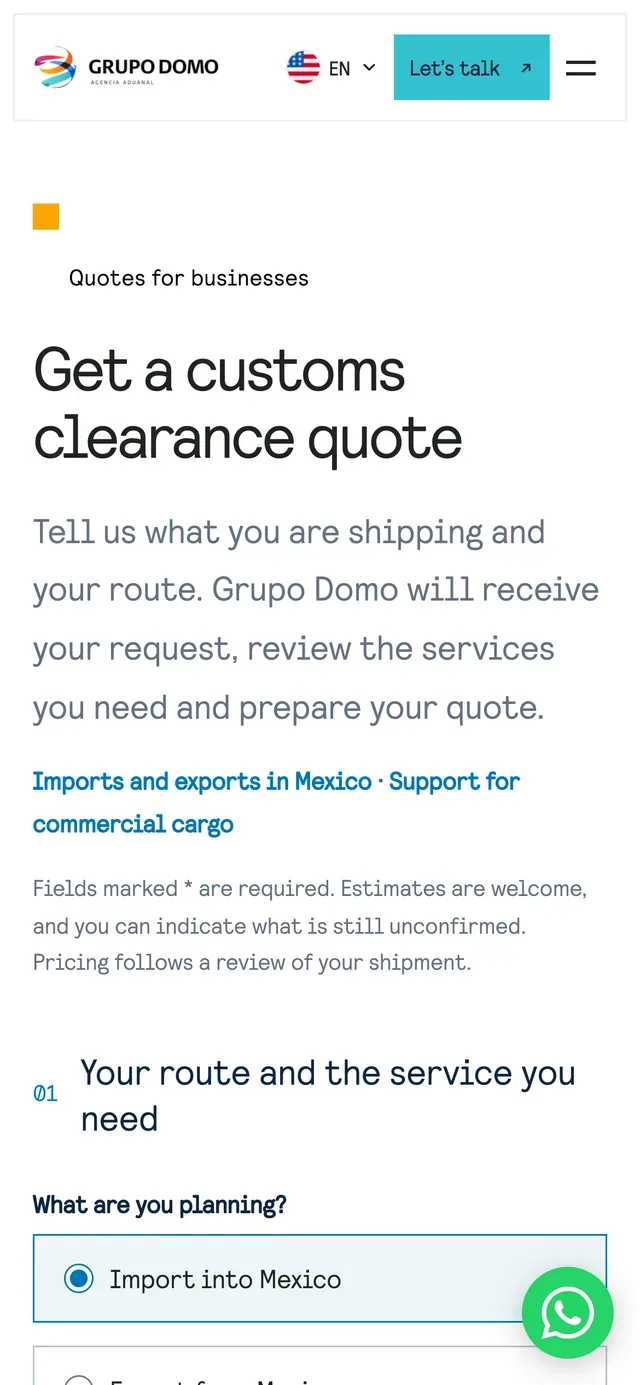 GRUPO DOMO
AGENCIA ADUANAL
EN
Let's talk
Quotes for businesses
Get a customs
clearance quote
Tell us what you are shipping and
your route. Grupo Domo will receive
your request, review the services
you need and prepare your quote.
Imports and exports in Mexico · Support for
commercial cargo
Fields marked * are required. Estimates are welcome,
and you can indicate what is still unconfirmed.
Pricing follows a review of your shipment.
01
Your route and the service you
need
What are you planning?
Import into Mexico